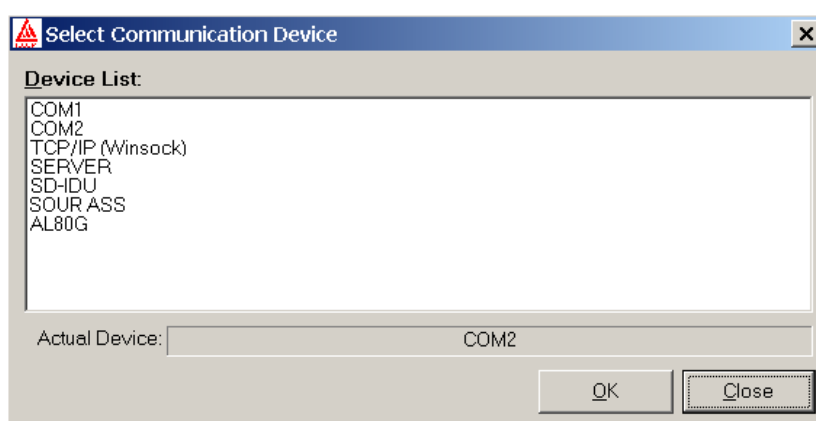 Select Communication Device
Device List:
COM1
COM2
TCP/IP (Winsock)
SERVER
SD-IDU
SOUR ASS
AL80G
Actual Device: COM2
OK Close